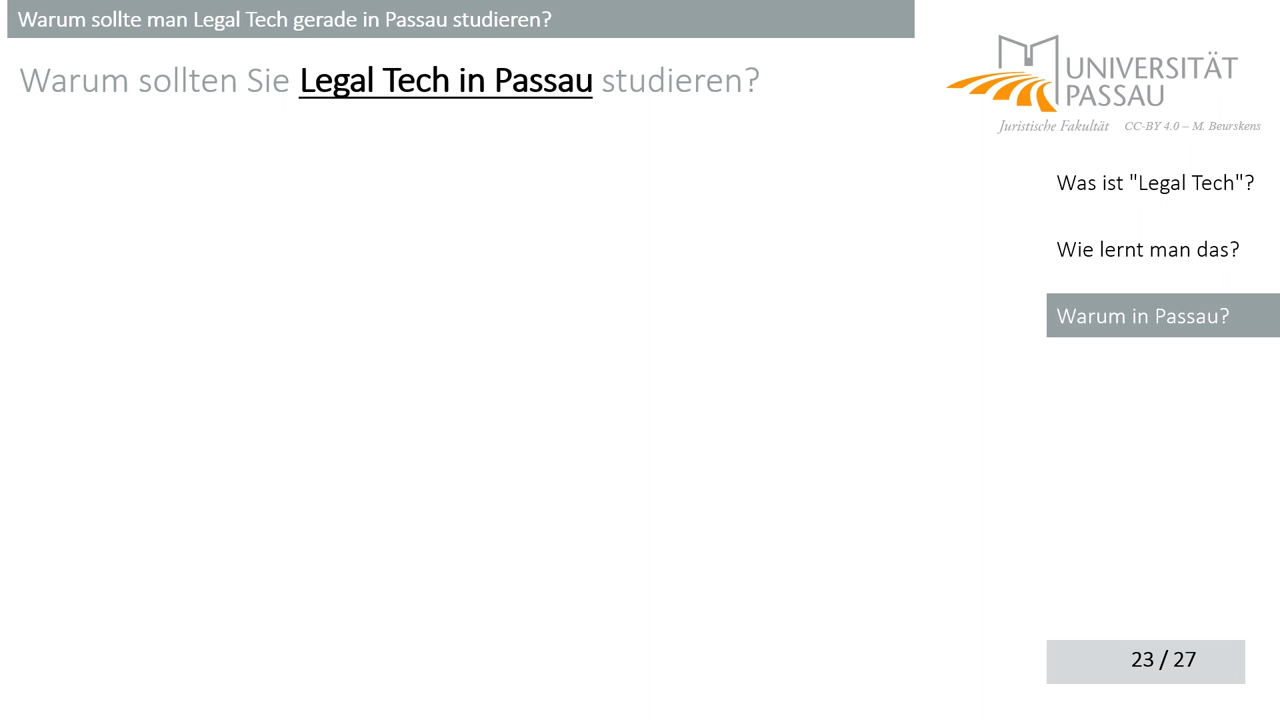 Warum sollte man Legal Tech gerade in Passau studieren?
Warum sollten Sie Legal Tech in Passau studieren?
UNIVERSITÄT
PASSAU
Juristische Fakultät CC-BY 4.0 – M. Beurskens
Was ist "Legal Tech"?
Wie lernt man das?
Warum in Passau?
23 / 27